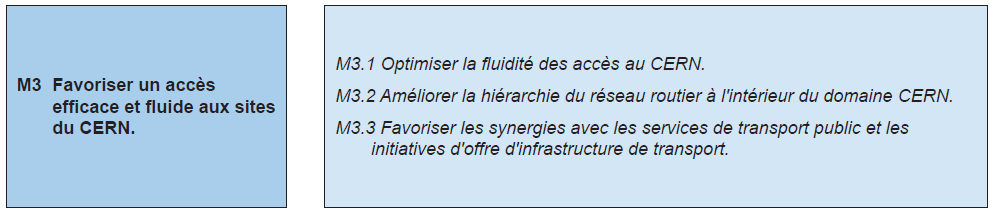 M3 Favoriser un accès
efficace et fluide aux sites
du CERN.
M3.1 Optimiser la fluidité des accès au CERN.
M3.2 Améliorer la hiérarchie du réseau routier à l'intérieur du domaine CERN.
M3.3 Favoriser les synergies avec les services de transport public et les
initiatives d'offre d'infrastructure de transport.